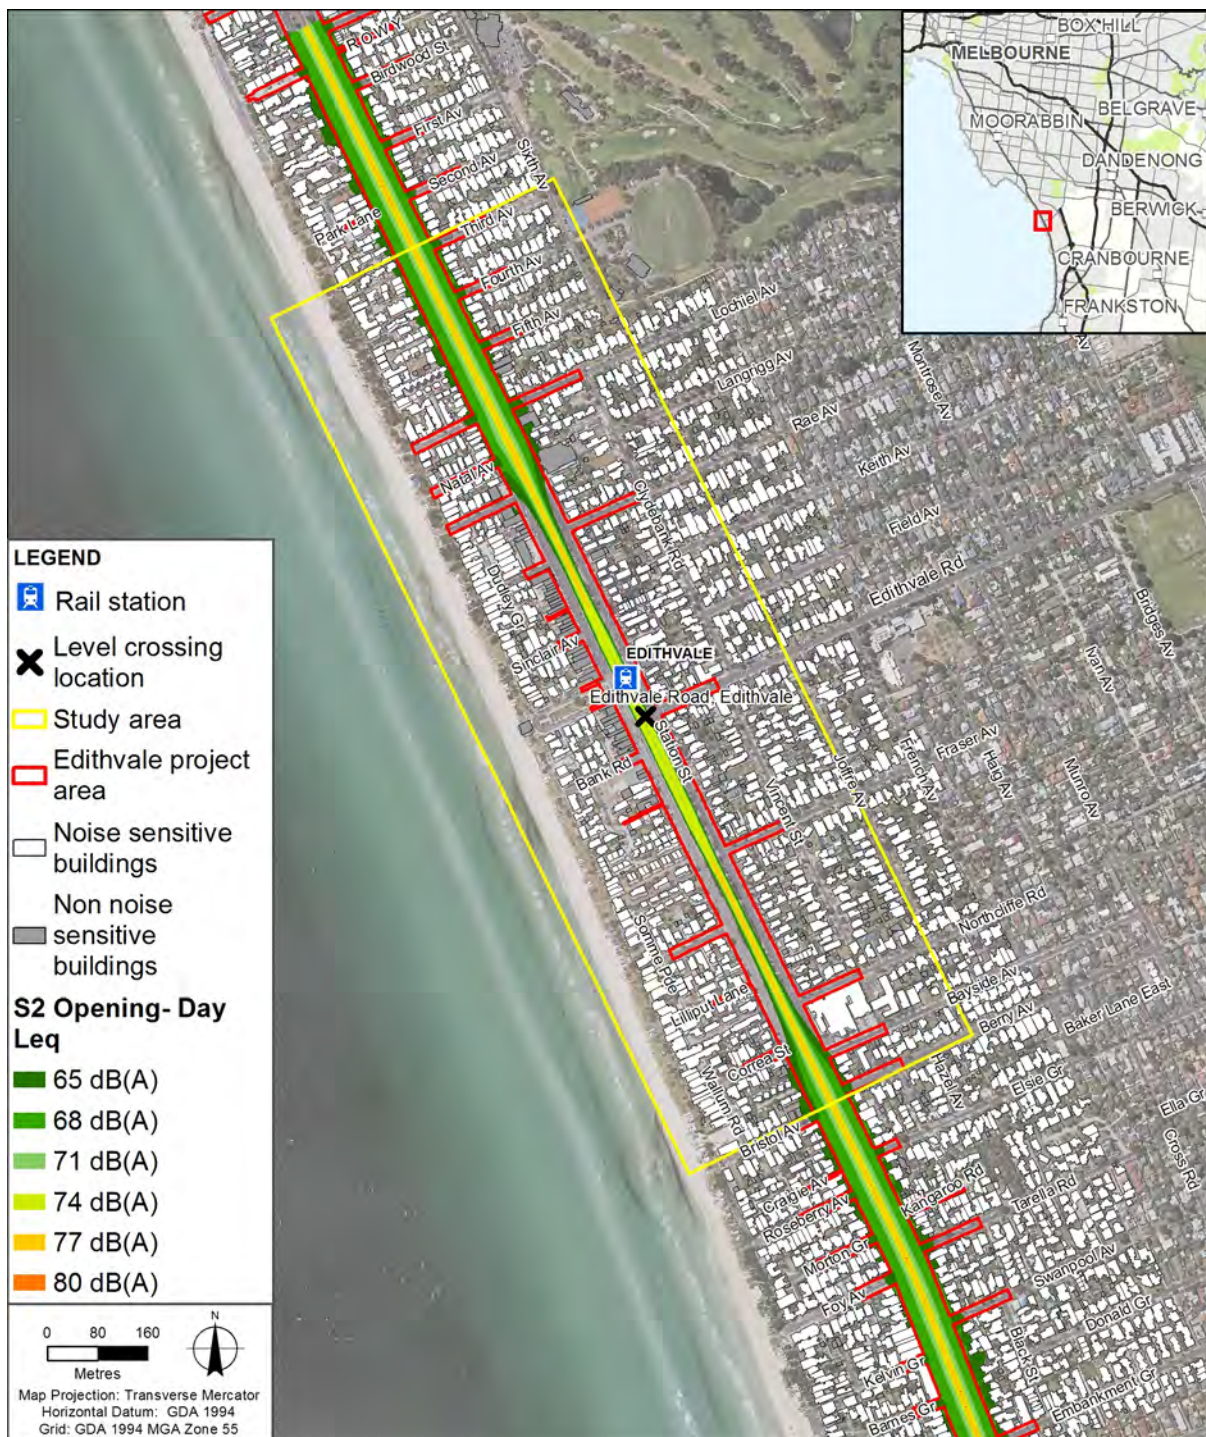 ROWY
Birdwood St
First Av
Second Av
Sixth Av
Third Av
Park Lane
Fourth Av
Fifth Av
Lochiel Av
Langrigg Av
Montrose Av
Av
Rae Av
Keith Av
Natal Av
Clydebank Rd
Field Av
Edithvale Rd
Dudley Gr
Sinclair Av
EDITHVALE
Edithvale Road, Edithvale
Station St
Bank Rd
Vincent St
Joffre Av
French Av
Fraser Av
Haig Av
Ivan Av
Bridges Av
Munro Av
Northcliffe Rd
Somme Pde
Lilliput Lane
Bayside Av
Berry Av
Baker Lane East
Correa St
Wallum Rd
Hazel Av
Elsie Gr
Ella Gr
Cross Rd
Bristol Av
Craigie Av
Roseberry Av
Kangaroo Rd
Tarella Rd
Morton Gr
Swanpool Av
Foy Av
Donald Gr
Black St
Kelvin Gr
Embankment Gr
Barnes Gr
BOX HILL
MELBOURNE
BELGRAVE
MOORABBIN
DANDENONG
BERWICK
CRANBOURNE
FRANKSTON
LEGEND
Rail station
Level crossing
location
Study area
Edithvale project
area
Noise sensitive
buildings
Non noise
sensitive
buildings
S2 Opening- Day
Leq
65 dB(A)
68 dB(A)
71 dB(A)
74 dB(A)
77 dB(A)
80 dB(A)
0 80 160
Metres
N
Map Projection: Transverse Mercator
Horizontal Datum: GDA 1994
Grid: GDA 1994 MGA Zone 55